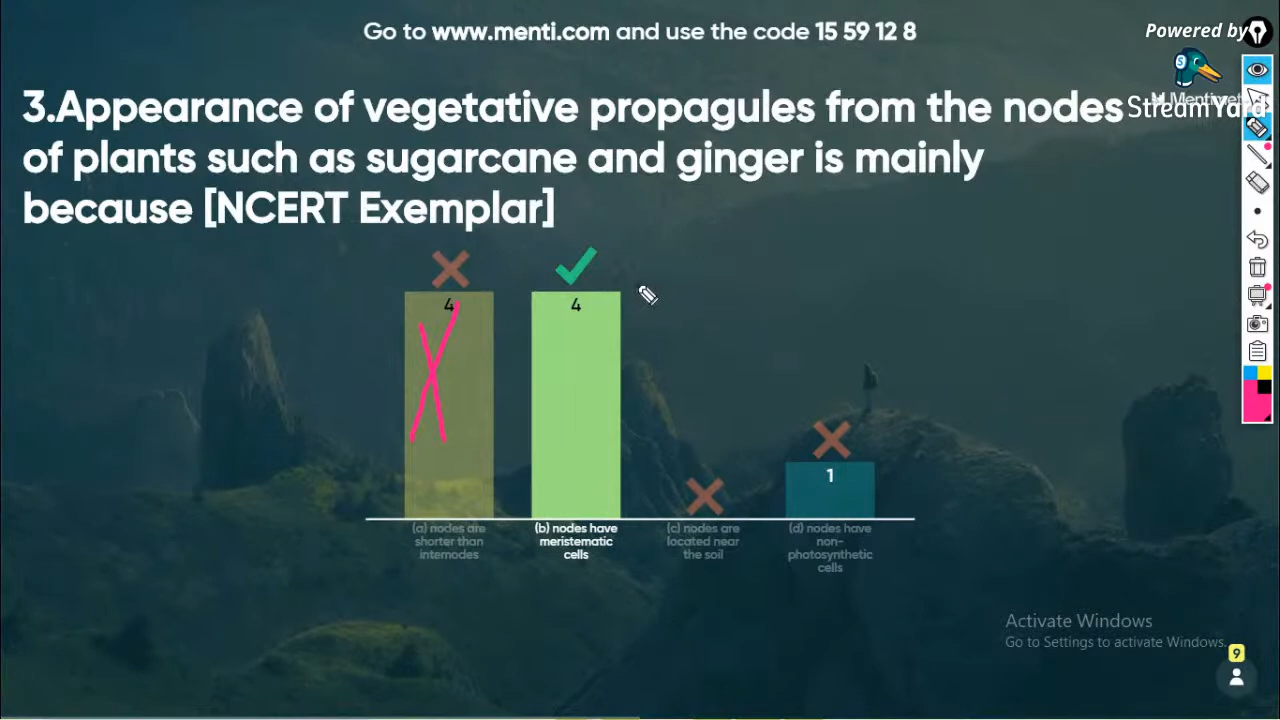 Go to www.menti.com and use the code 15 59 12 8
Powered by
StreamYard
3.Appearance of vegetative propagules from the nodes
of plants such as sugarcane and ginger is mainly
because [NCERT Exemplar]
4
4
1
(a) nodes are
shorter than
internodes
(b) nodes have
meristematic
cells
(c) nodes are
located near
the soil
(d) nodes have
non-
photosynthetic
cells
Activate Windows
Go to Settings to activate Windows.
9